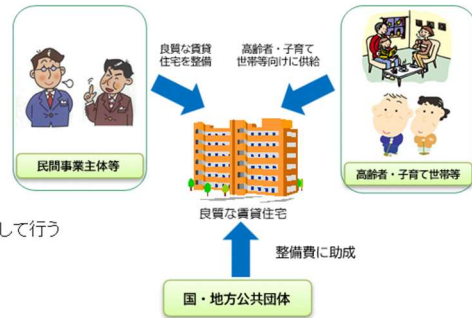 良質な賃貸
住宅を整備
高齢者・子育て
世帯等向けに供給
民間事業主体等
高齢者・子育て世帯等
良質な賃貸住宅
して行う
整備費に助成
国・地方公共団体